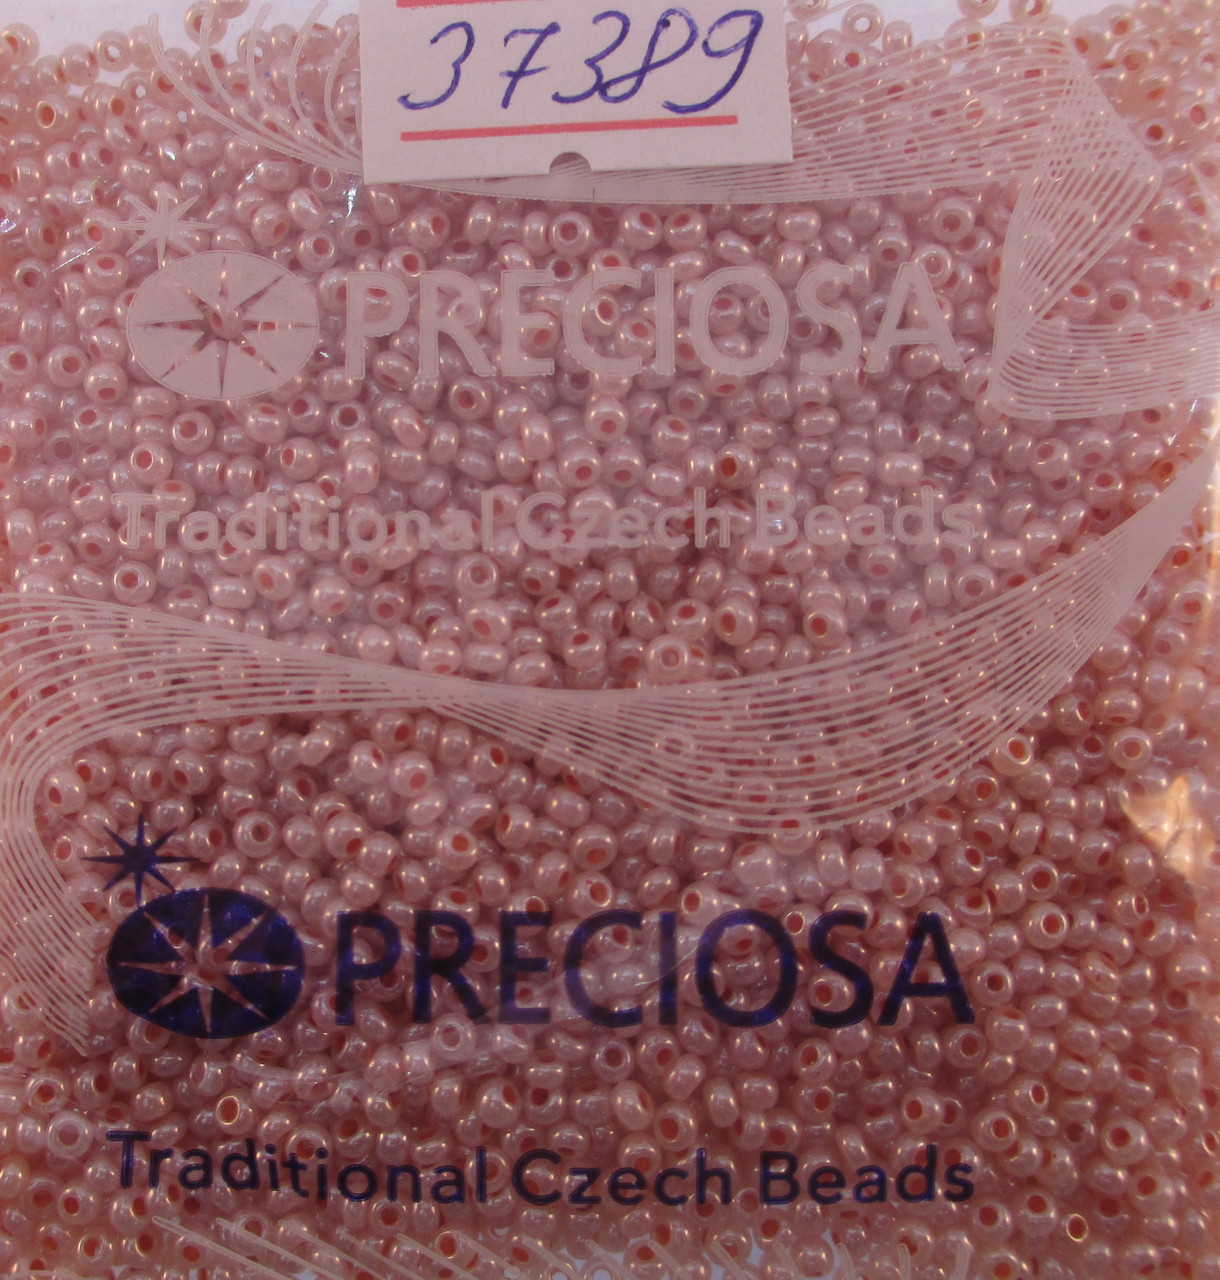 37389
PRECIOSA
Traditional Czech Beads
PRECIOSA
Traditional Czech Beads